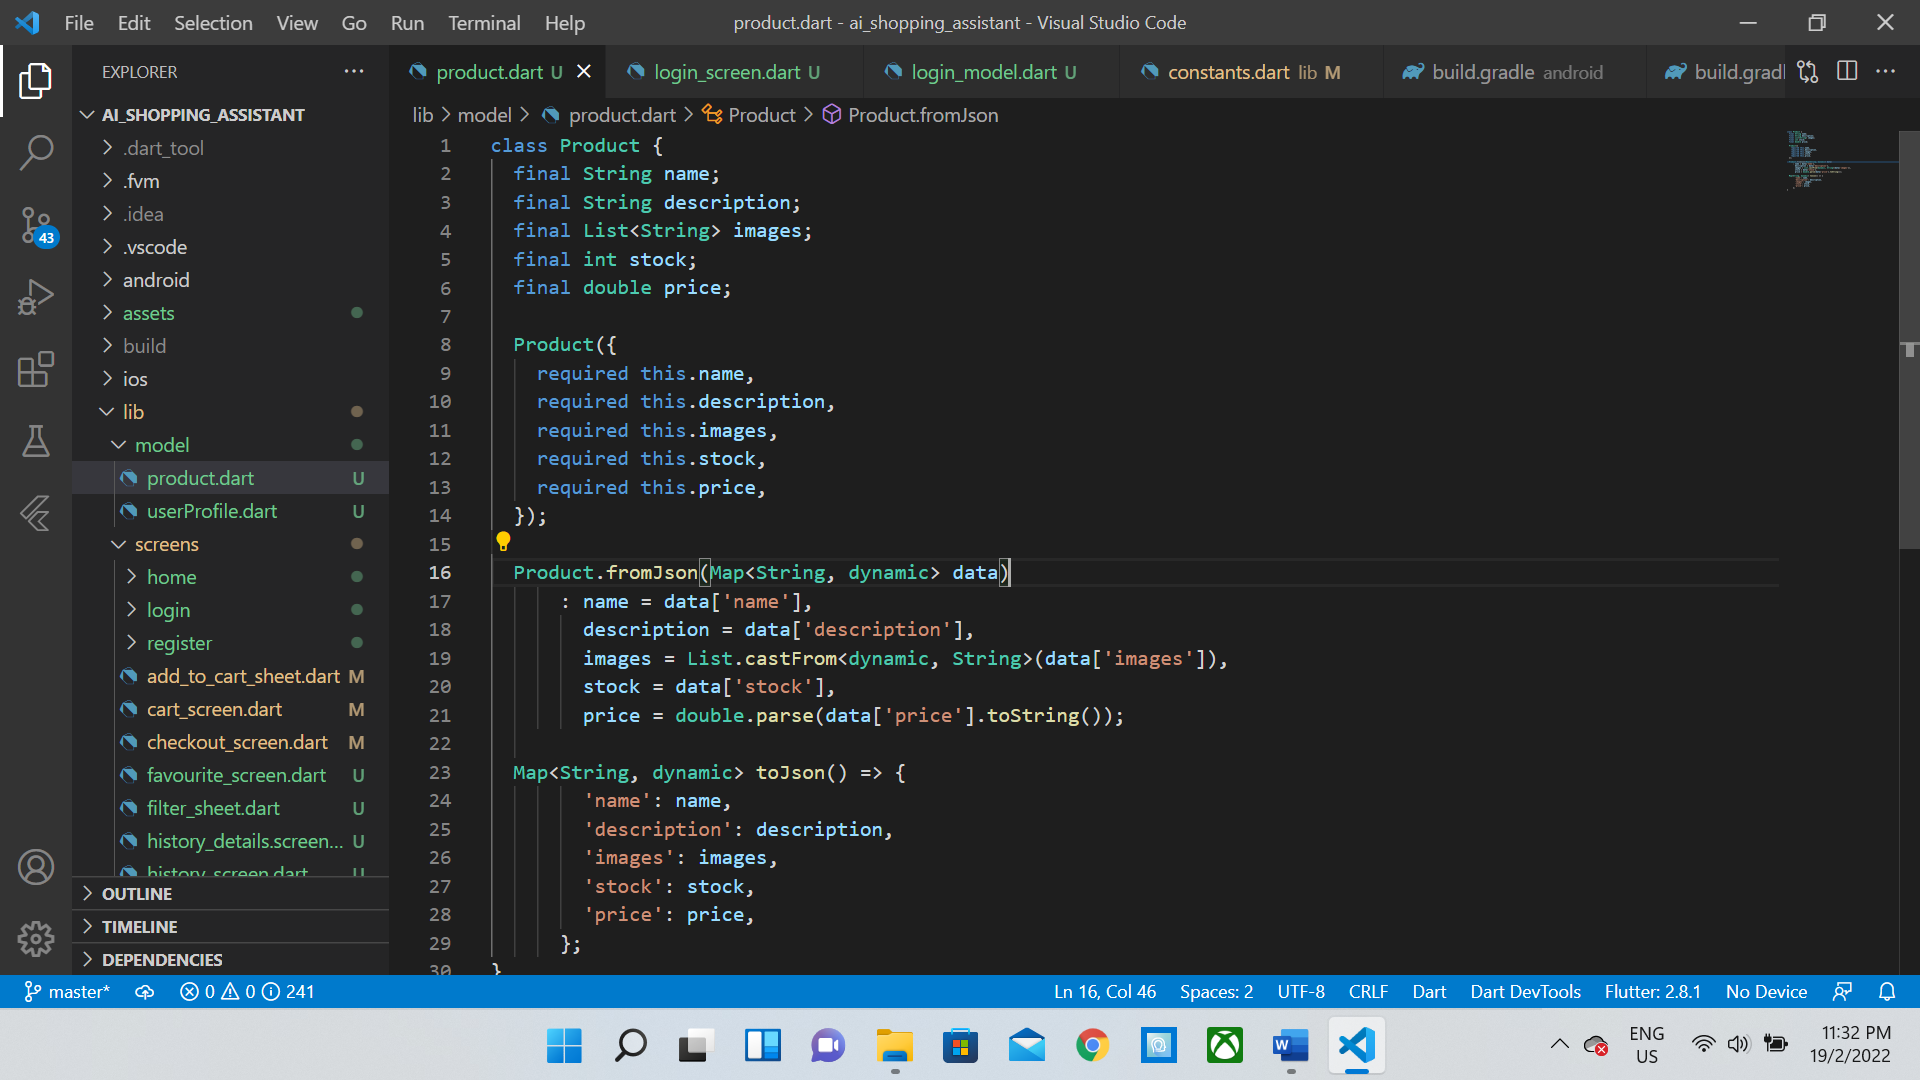 File Edit Selection View Go Run Terminal Help
product.dart - ai_shopping_assistant - Visual Studio Code
EXPLORER
AI_SHOPPING_ASSISTANT
.dart_tool
.fvm
.idea
.vscode
android
assets
build
ios
lib
model
product.dart U
userProfile.dart U
screens
home
login
register
add_to_cart_sheet.dart M
cart_screen.dart M
checkout_screen.dart M
favourite_screen.dart U
filter_sheet.dart U
history_details.screen... U
history_screen.dart U
OUTLINE
TIMELINE
DEPENDENCIES
43
product.dart U
login_screen.dart U
login_model.dart U
constants.dart lib M
build.gradle android
build.gradl
lib > model > product.dart > Product > Product.fromJson
1 class Product {
2 final String name;
3 final String description;
4 final List<String> images;
5 final int stock;
6 final double price;
7
8 Product({
9 required this.name,
10 required this.description,
11 required this.images,
12 required this.stock,
13 required this.price,
14 });
15
16 Product.fromJson(Map<String, dynamic> data)
17 : name = data['name'],
18 description = data['description'],
19 images = List.castFrom<dynamic, String>(data['images']),
20 stock = data['stock'],
21 price = double.parse(data['price'].toString());
22
23 Map<String, dynamic> toJson() => {
24 'name': name,
25 'description': description,
26 'images': images,
27 'stock': stock,
28 'price': price,
29 };
30 }
master* 0 0 241
Ln 16, Col 46 Spaces: 2 UTF-8 CRLF Dart Dart DevTools Flutter: 2.8.1 No Device
W
ENG
US
11:32 PM
19/2/2022